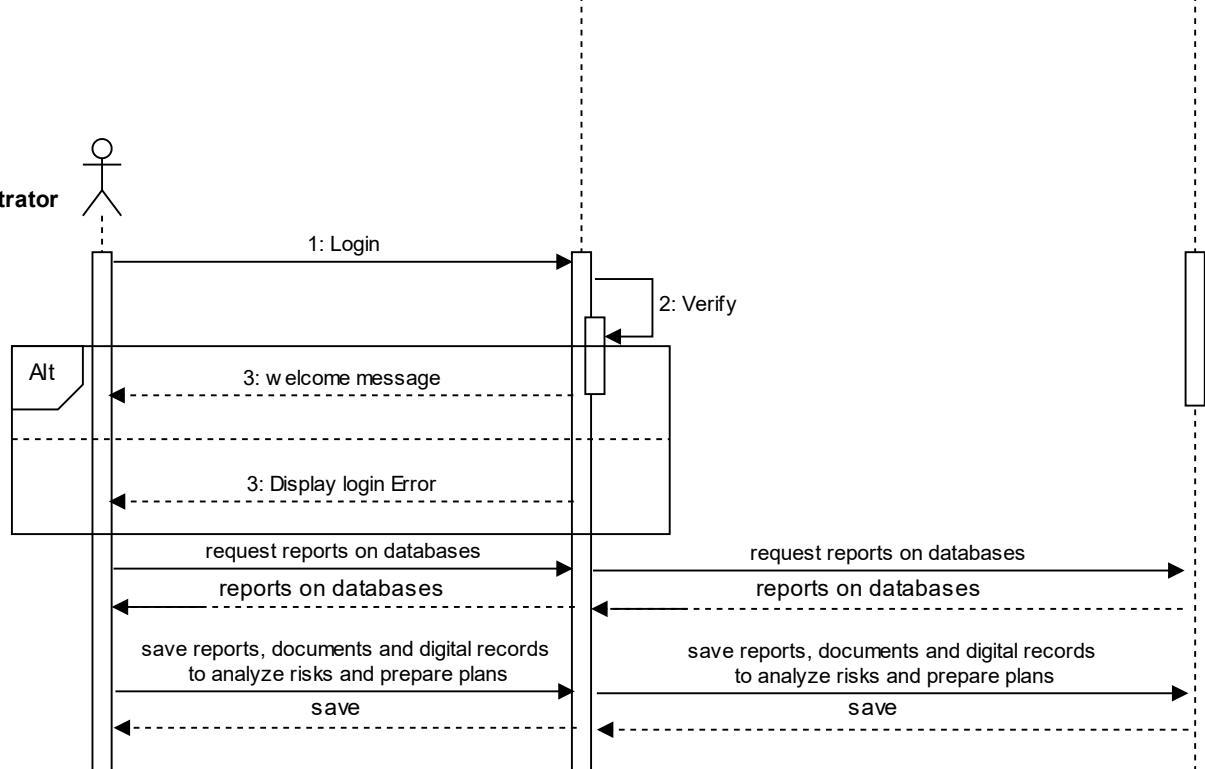 trator
1: Login
2: Verify
Alt
3: welcome message
3: Display login Error
request reports on databases
request reports on databases
reports on databases
reports on databases
save reports, documents and digital records
to analyze risks and prepare plans
save reports, documents and digital records
to analyze risks and prepare plans
save
save